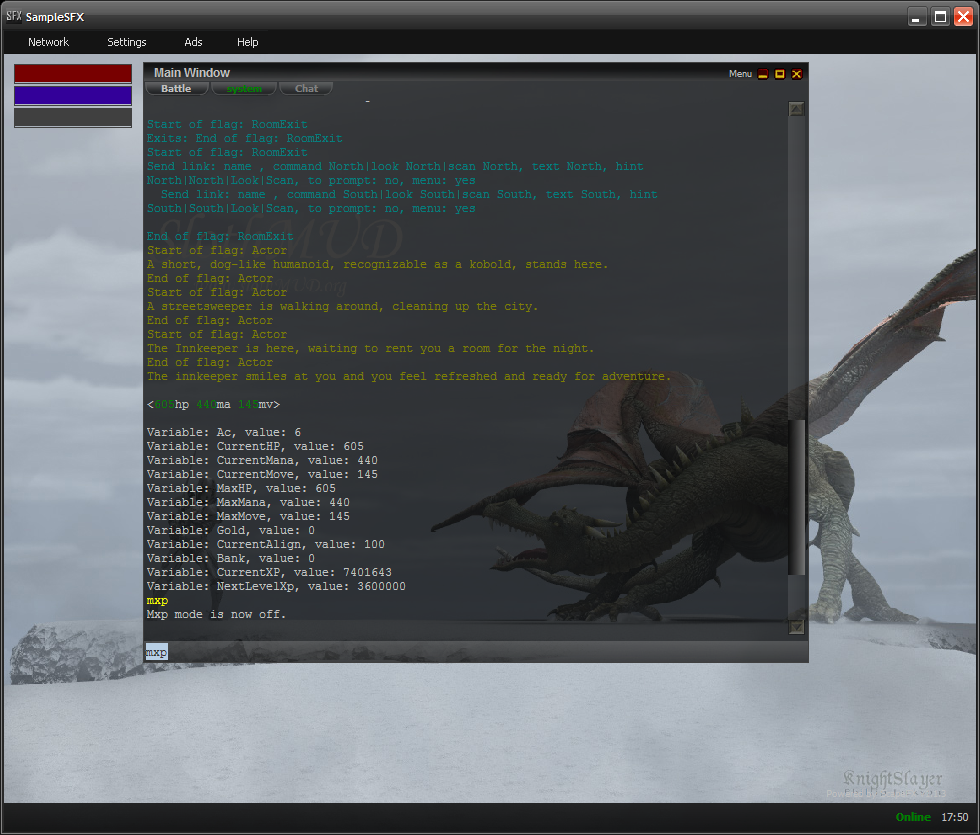 SFX SampleSFX
Network Settings Ads Help
Main Window Menu
Battle system Chat
-
Start of flag: RoomExit
Exits: End of flag: RoomExit
Start of flag: RoomExit
Send link: name , command North|look North|scan North, text North, hint
North|North|Look|Scan, to prompt: no, menu: yes
Send link: name , command South|look South|scan South, text South, hint
South|South|Look|Scan, to prompt: no, menu: yes
End of flag: RoomExit
Start of flag: Actor
A short, dog-like humanoid, recognizable as a kobold, stands here.
End of flag: Actor
Start of flag: Actor
A streetsweeper is walking around, cleaning up the city.
End of flag: Actor
Start of flag: Actor
The Innkeeper is here, waiting to rent you a room for the night.
End of flag: Actor
The innkeeper smiles at you and you feel refreshed and ready for adventure.
<605hp 440ma 145mv>
Variable: Ac, value: 6
Variable: CurrentHP, value: 605
Variable: CurrentMana, value: 440
Variable: CurrentMove, value: 145
Variable: MaxHP, value: 605
Variable: MaxMana, value: 440
Variable: MaxMove, value: 145
Variable: Gold, value: 0
Variable: CurrentAlign, value: 100
Variable: Bank, value: 0
Variable: CurrentXP, value: 7401643
Variable: NextLevelXp, value: 3600000
mxp
Mxp mode is now off.
mxp
KnightSlayer
Online 17:50